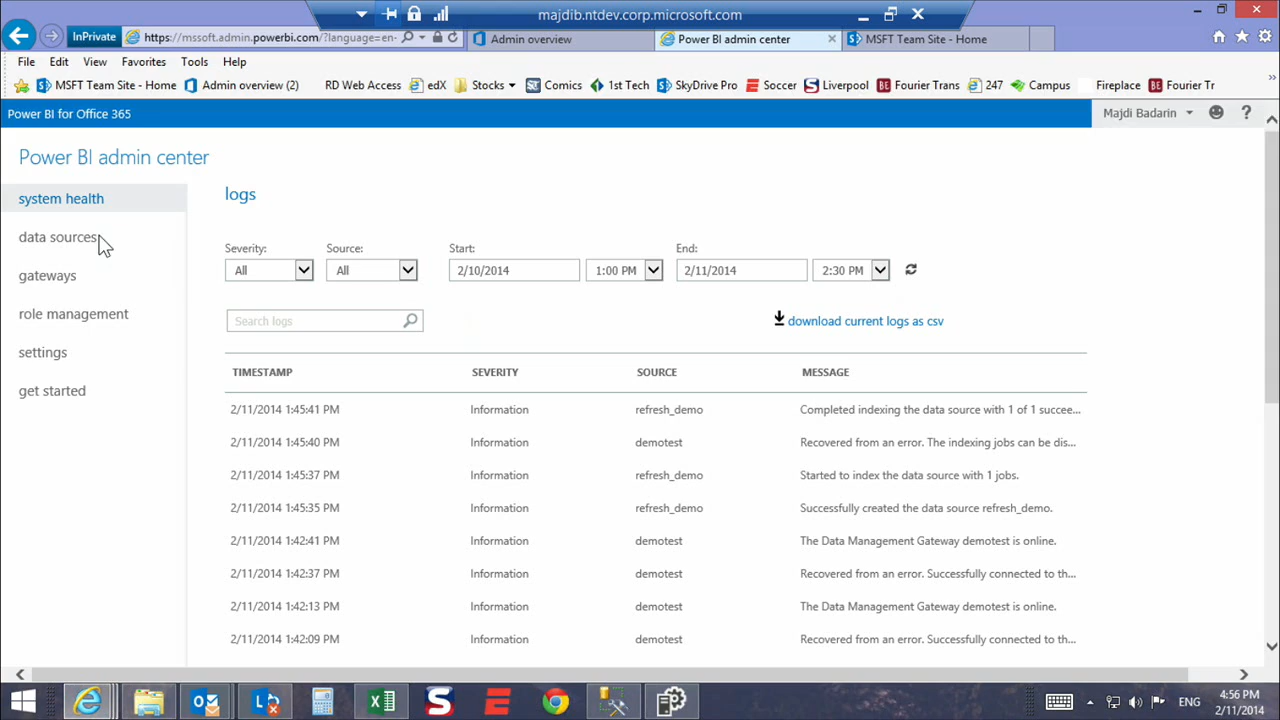 majdib.ntdev.corp.microsoft.com
InPrivate
https://mssoft.admin.powerbi.com/?language=en-
Admin overview
Power BI admin center
MSFT Team Site - Home
File Edit View Favorites Tools Help
MSFT Team Site - Home Admin overview (2) RD Web Access edX Stocks Comics 1st Tech SkyDrive Pro Soccer Liverpool Fourier Trans 247 Campus Fireplace Fourier Tr
Power BI for Office 365
Majdi Badarin
Power BI admin center
system health
data sources
gateways
role management
settings
get started
logs
Severity: Source: Start: End:
All All 2/10/2014 1:00 PM 2/11/2014 2:30 PM
Search logs
download current logs as csv
TIMESTAMP SEVERITY SOURCE MESSAGE
2/11/2014 1:45:41 PM Information refresh_demo Completed indexing the data source with 1 of 1 succee...
2/11/2014 1:45:40 PM Information demotest Recovered from an error. The indexing jobs can be dis...
2/11/2014 1:45:37 PM Information refresh_demo Started to index the data source with 1 jobs.
2/11/2014 1:45:35 PM Information refresh_demo Successfully created the data source refresh_demo.
2/11/2014 1:42:41 PM Information demotest The Data Management Gateway demotest is online.
2/11/2014 1:42:37 PM Information demotest Recovered from an error. Successfully connected to th...
2/11/2014 1:42:13 PM Information demotest The Data Management Gateway demotest is online.
2/11/2014 1:42:09 PM Information demotest Recovered from an error. Successfully connected to th...
ENG
4:56 PM
2/11/2014